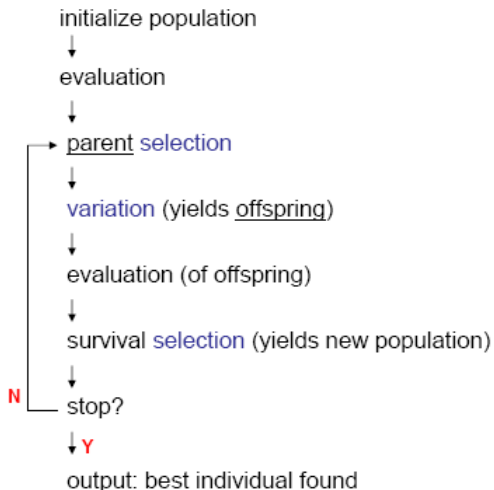 initialize population
evaluation
parent selection
variation (yields offspring)
evaluation (of offspring)
survival selection (yields new population)
N
stop?
Y
output: best individual found